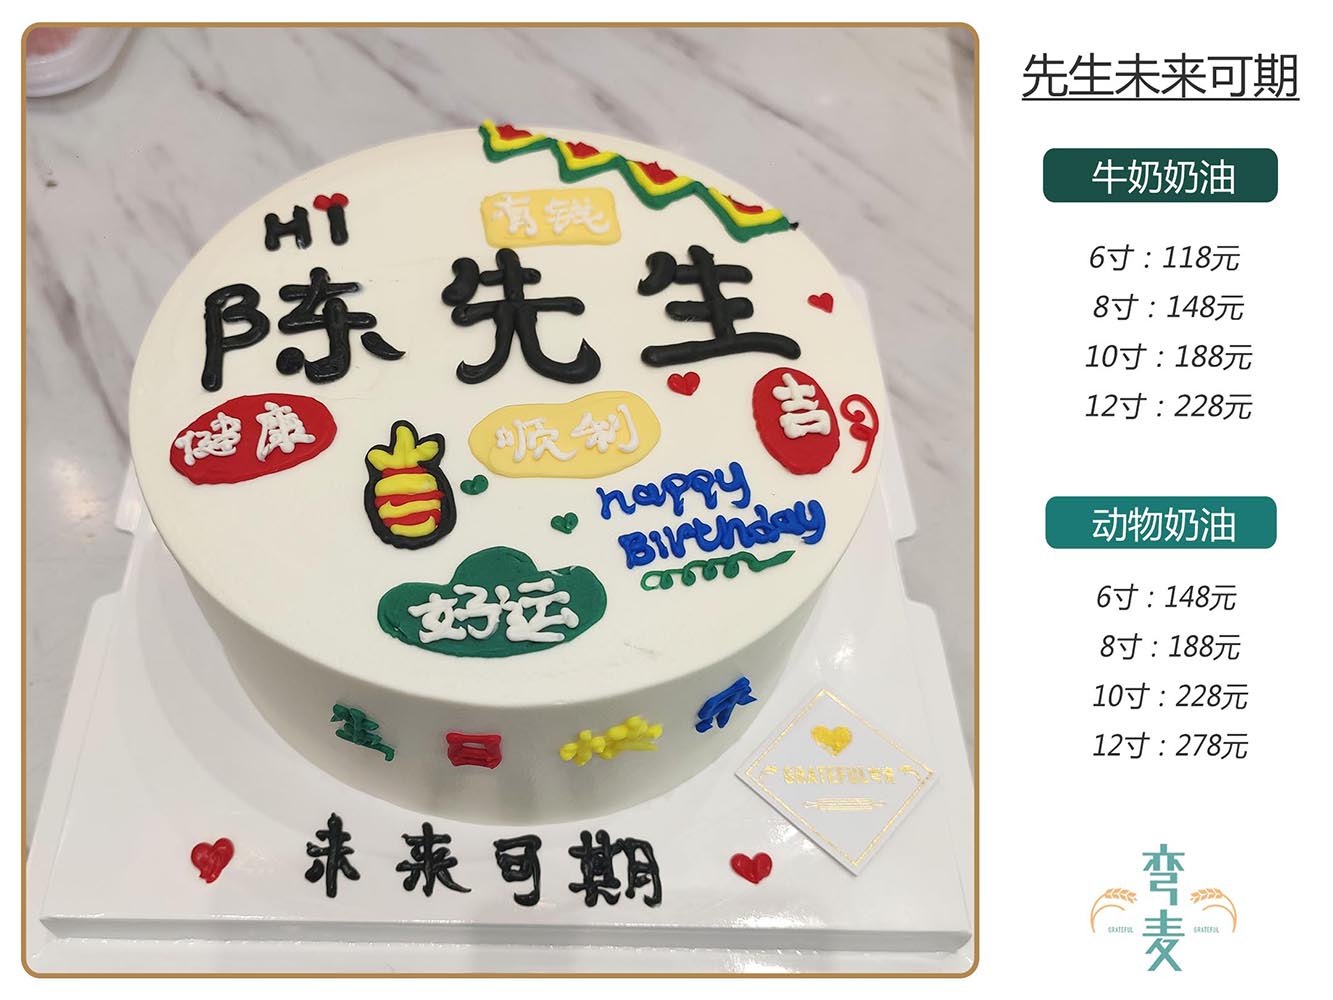 先生未来可期
牛奶奶油
6寸：118元
8寸：148元
10寸：188元
12寸：228元
动物奶油
6寸：148元
8寸：188元
10寸：228元
12寸：278元
弯麦
GRATEFUL GRATEFUL
Hi
有钱
陈先生
健康
顺利
吉
happy
Birthday
好运
生日快乐
GRATEFUL弯麦
未来可期